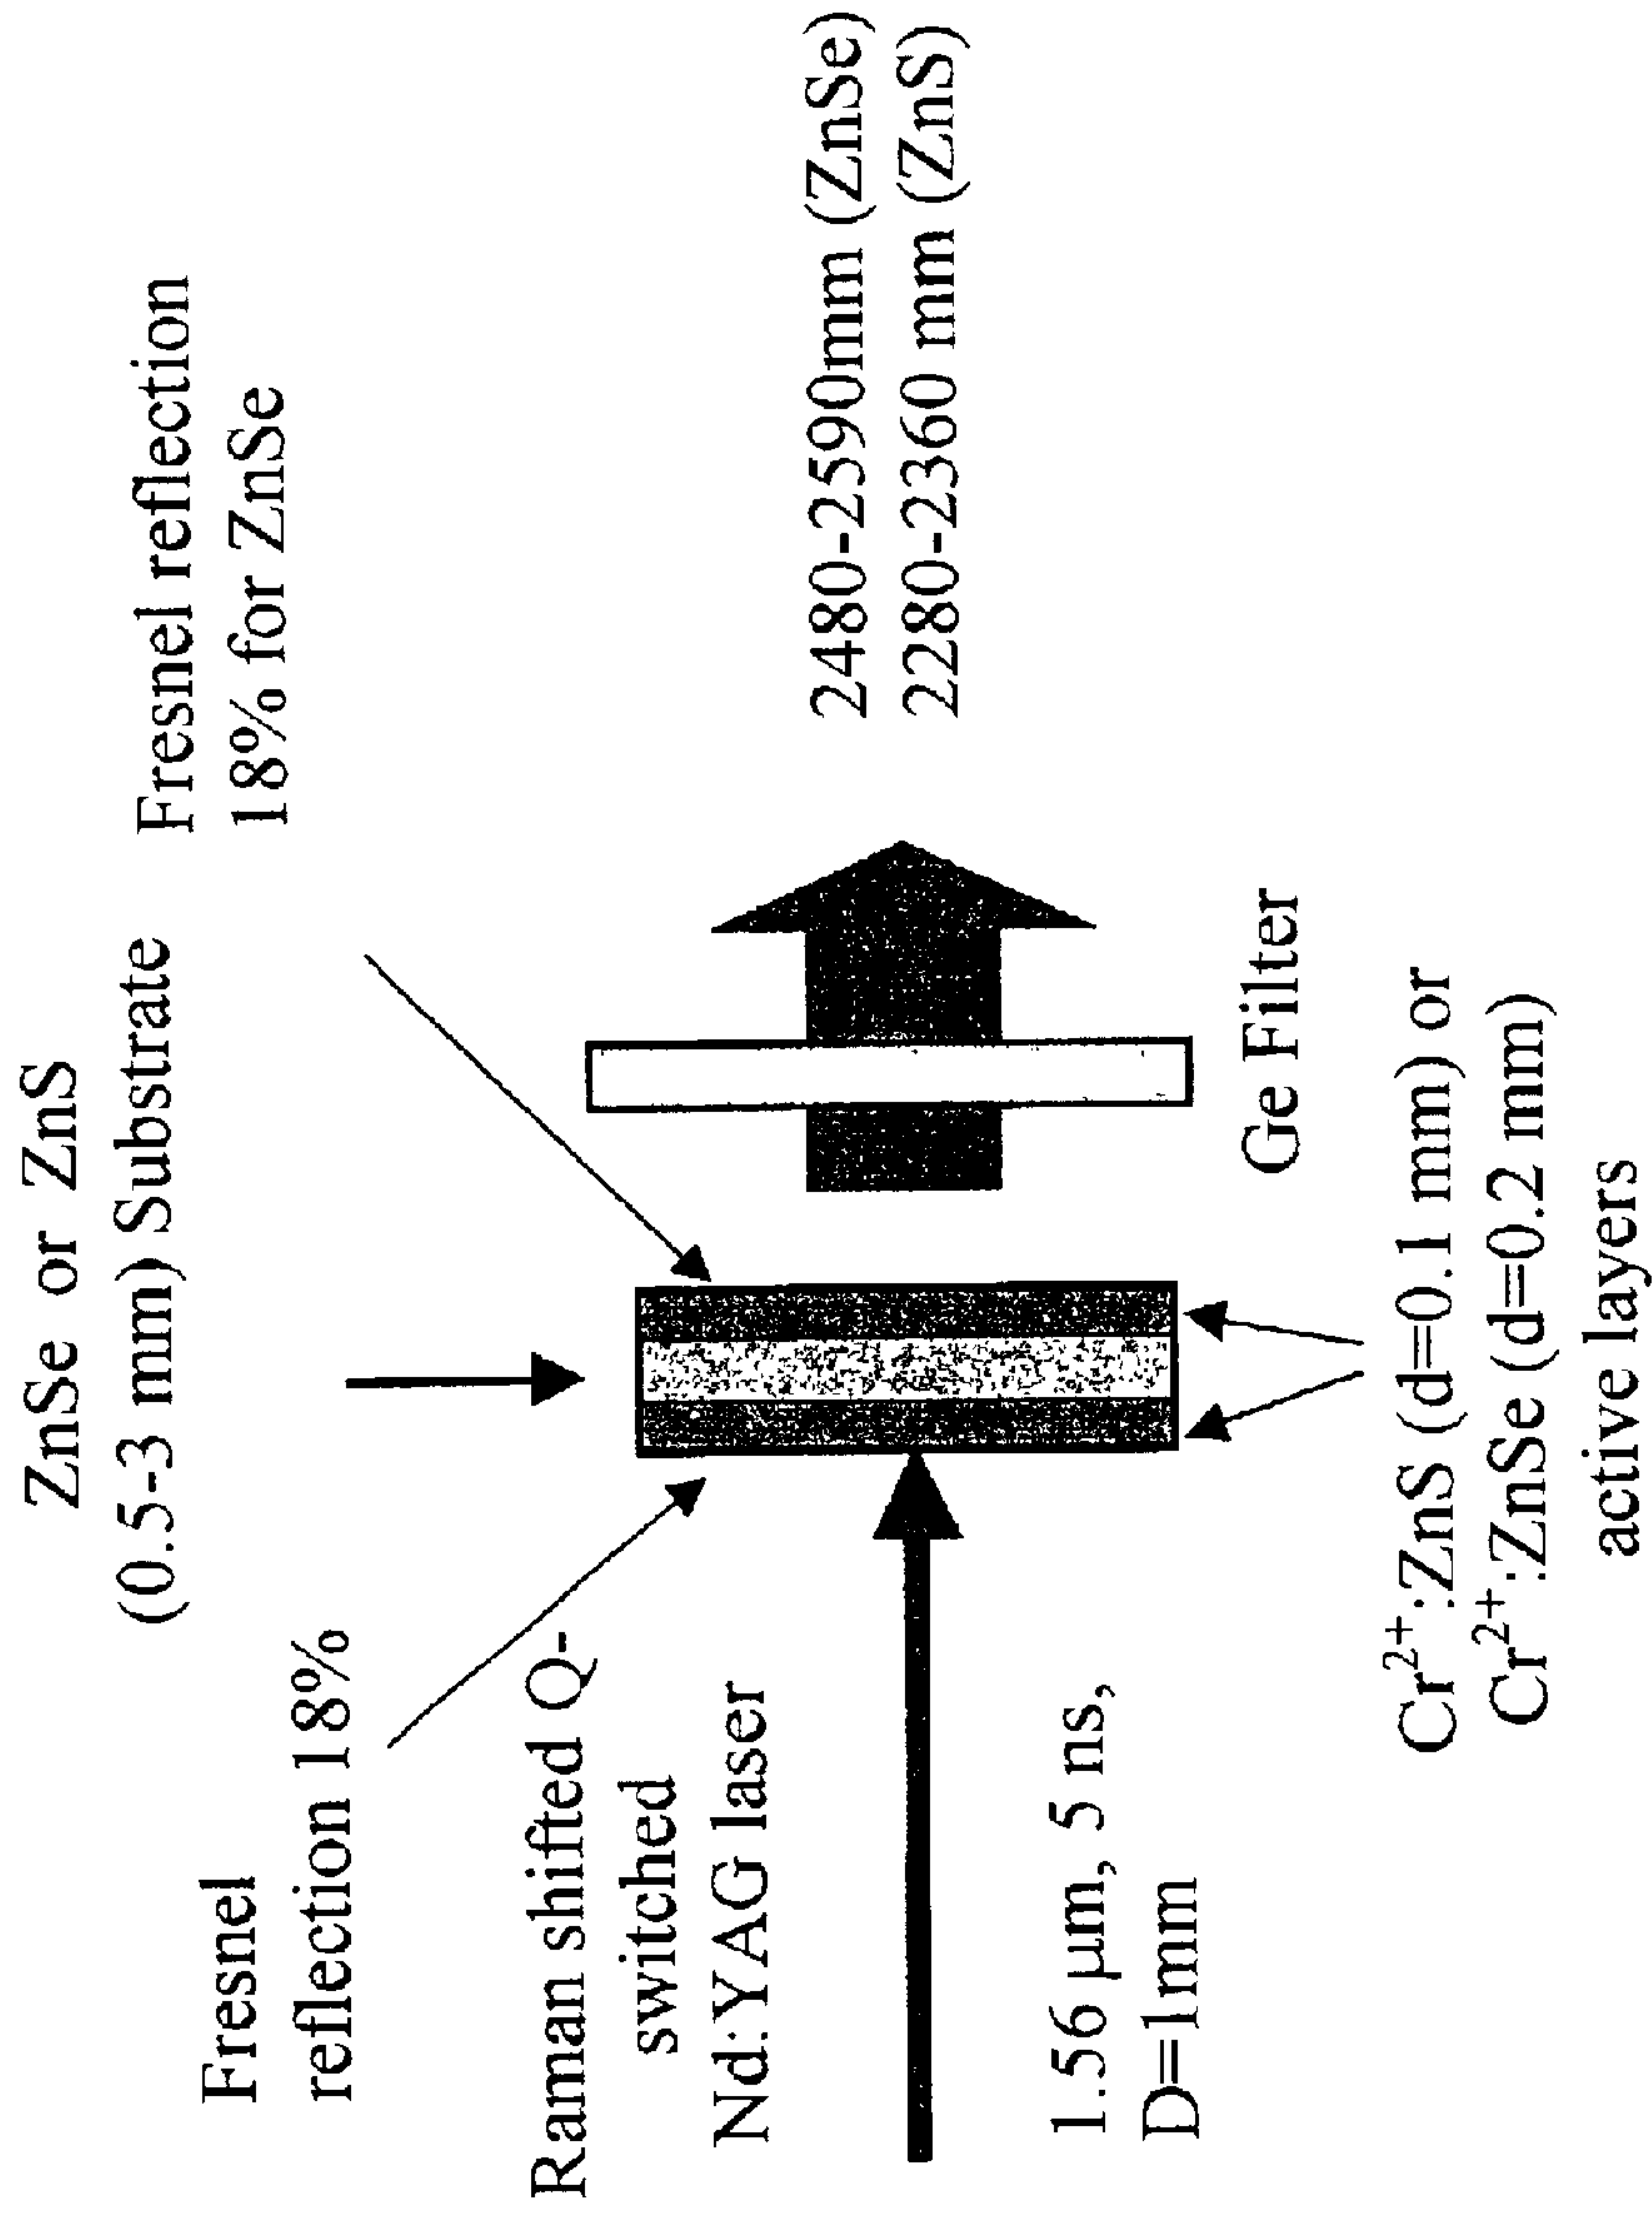 ZnSe or ZnS
(0.5-3 mm) Substrate
Fresnel
reflection 18%
Fresnel reflection
18% for ZnSe
Raman shifted Q-
switched
Nd:YAG laser
2480-2590mm (ZnSe)
2280-2360 mm (ZnS)
1.56 μm, 5 ns,
D=1mm
Ge Filter
Cr²⁺:ZnS (d=0.1 mm) or
Cr²⁺:ZnSe (d=0.2 mm)
active layers